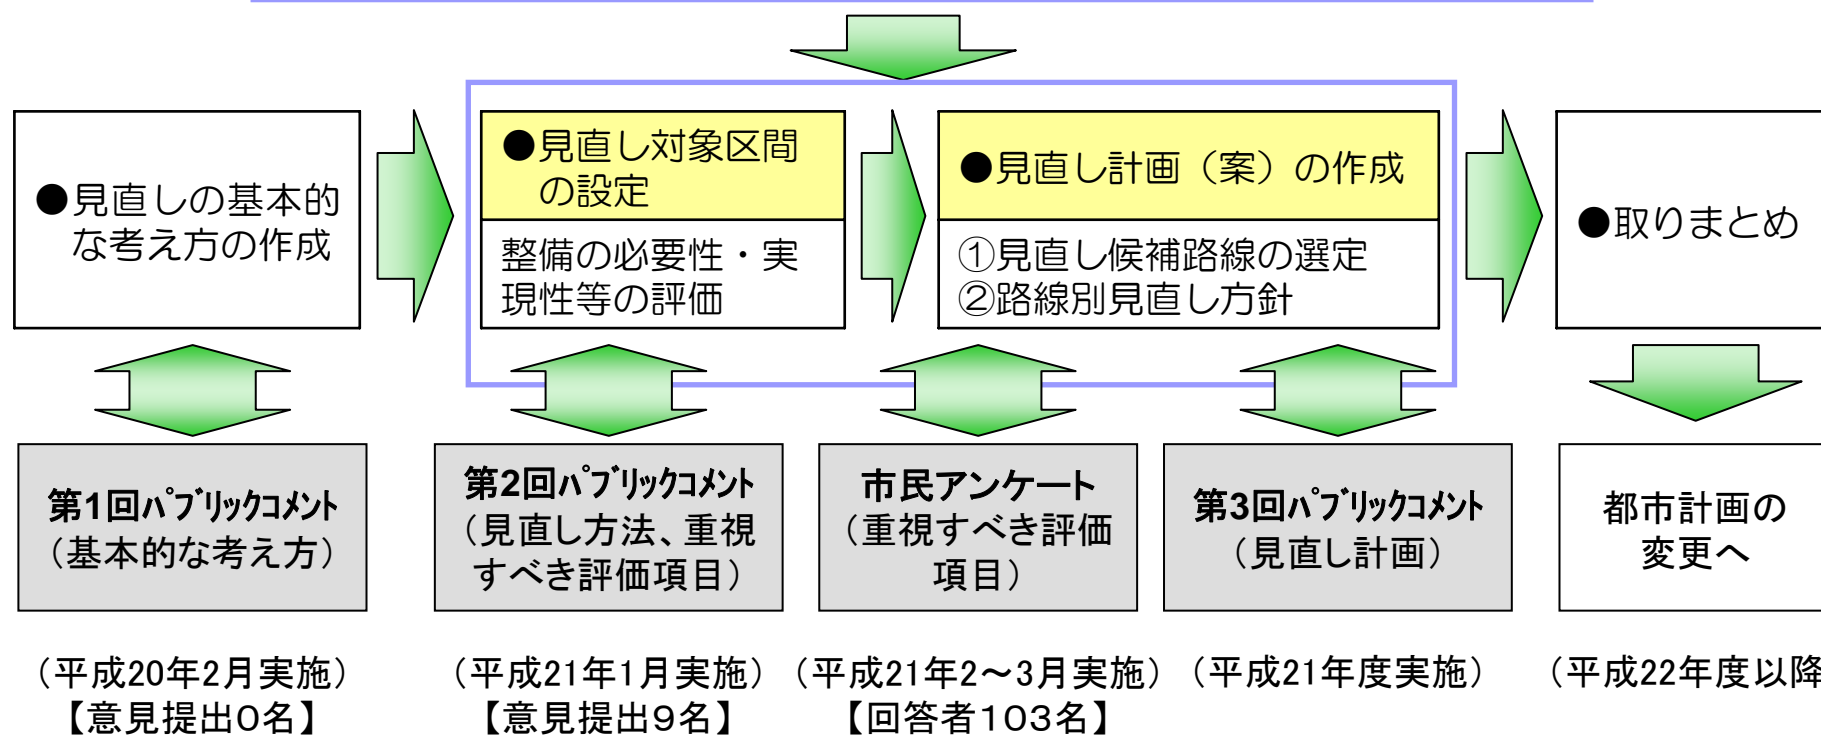 ●見直しの基本的
な考え方の作成
●見直し対象区間
の設定
整備の必要性・実
現性等の評価
●見直し計画（案）の作成
①見直し候補路線の選定
②路線別見直し方針
●取りまとめ
第1回ﾊﾟﾌﾞﾘｯｸｺﾒﾝﾄ
（基本的な考え方）
第2回ﾊﾟﾌﾞﾘｯｸｺﾒﾝﾄ
（見直し方法、重視
すべき評価項目）
市民アンケート
（重視すべき評価
項目）
第3回ﾊﾟﾌﾞﾘｯｸｺﾒﾝﾄ
（見直し計画）
都市計画の
変更へ
（平成20年2月実施）
【意見提出０名】
（平成21年1月実施）
【意見提出９名】
（平成21年2～3月実施）
【回答者１０３名】
（平成21年度実施）
（平成22年度以降